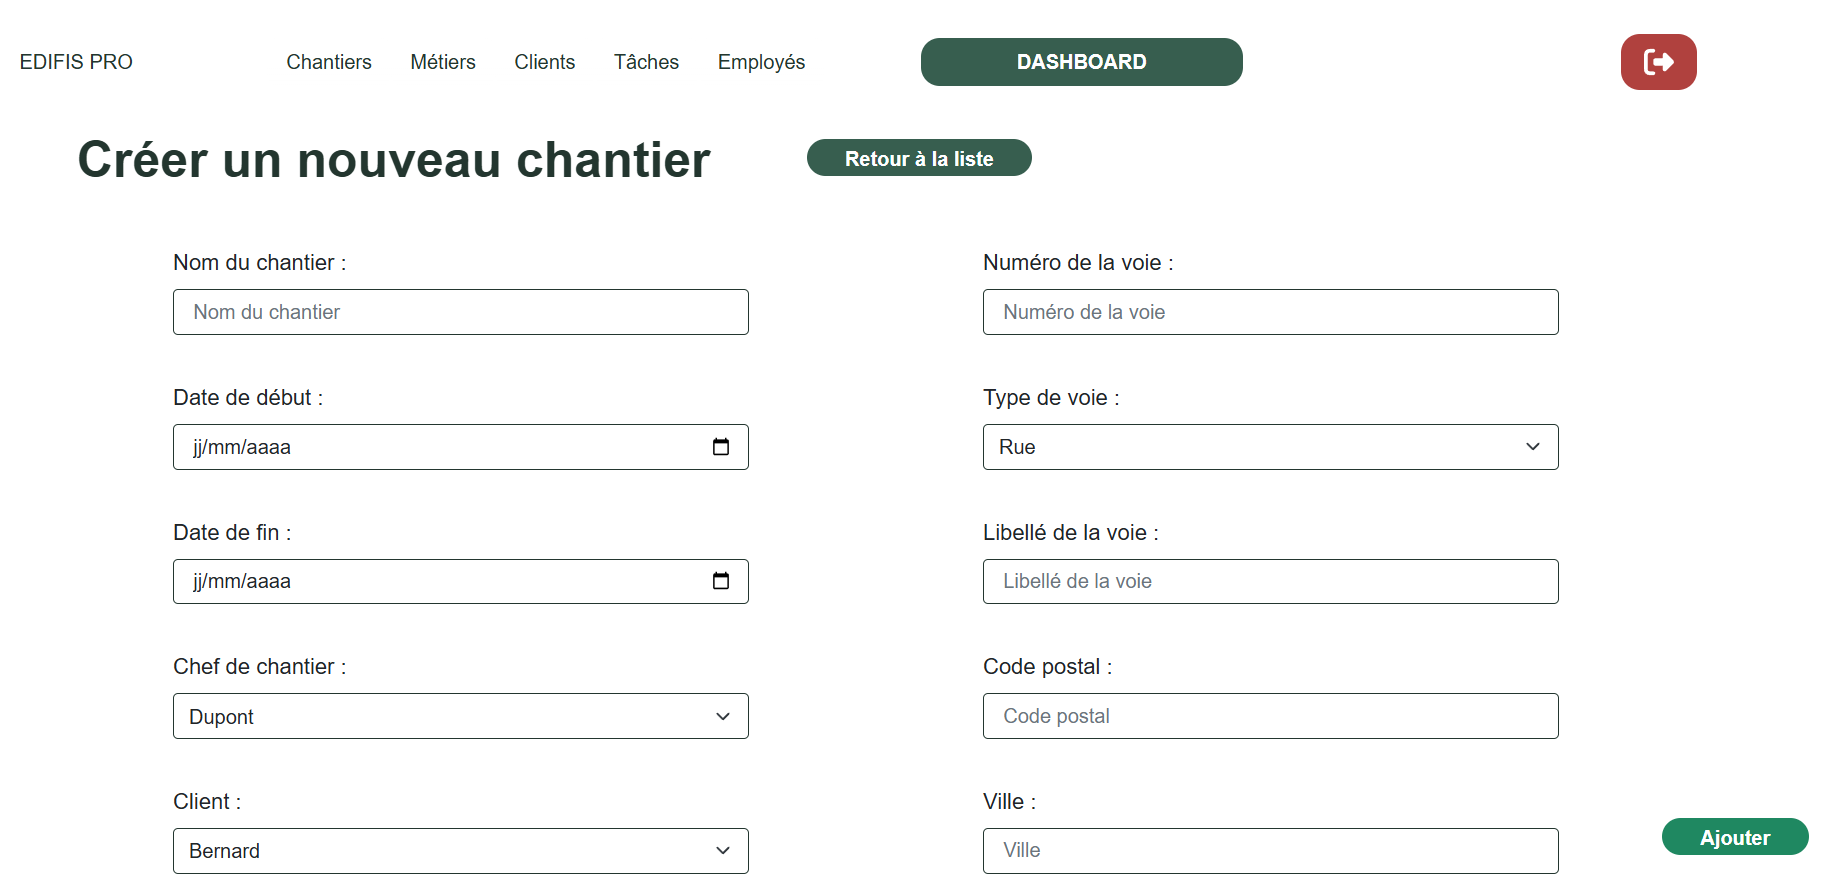 EDIFIS PRO
Chantiers
Métiers
Clients
Tâches
Employés
DASHBOARD
Créer un nouveau chantier
Retour à la liste
Nom du chantier :
Nom du chantier
Date de début :
jj/mm/aaaa
Date de fin :
jj/mm/aaaa
Chef de chantier :
Dupont
Client :
Bernard
Numéro de la voie :
Numéro de la voie
Type de voie :
Rue
Libellé de la voie :
Libellé de la voie
Code postal :
Code postal
Ville :
Ville
Ajouter